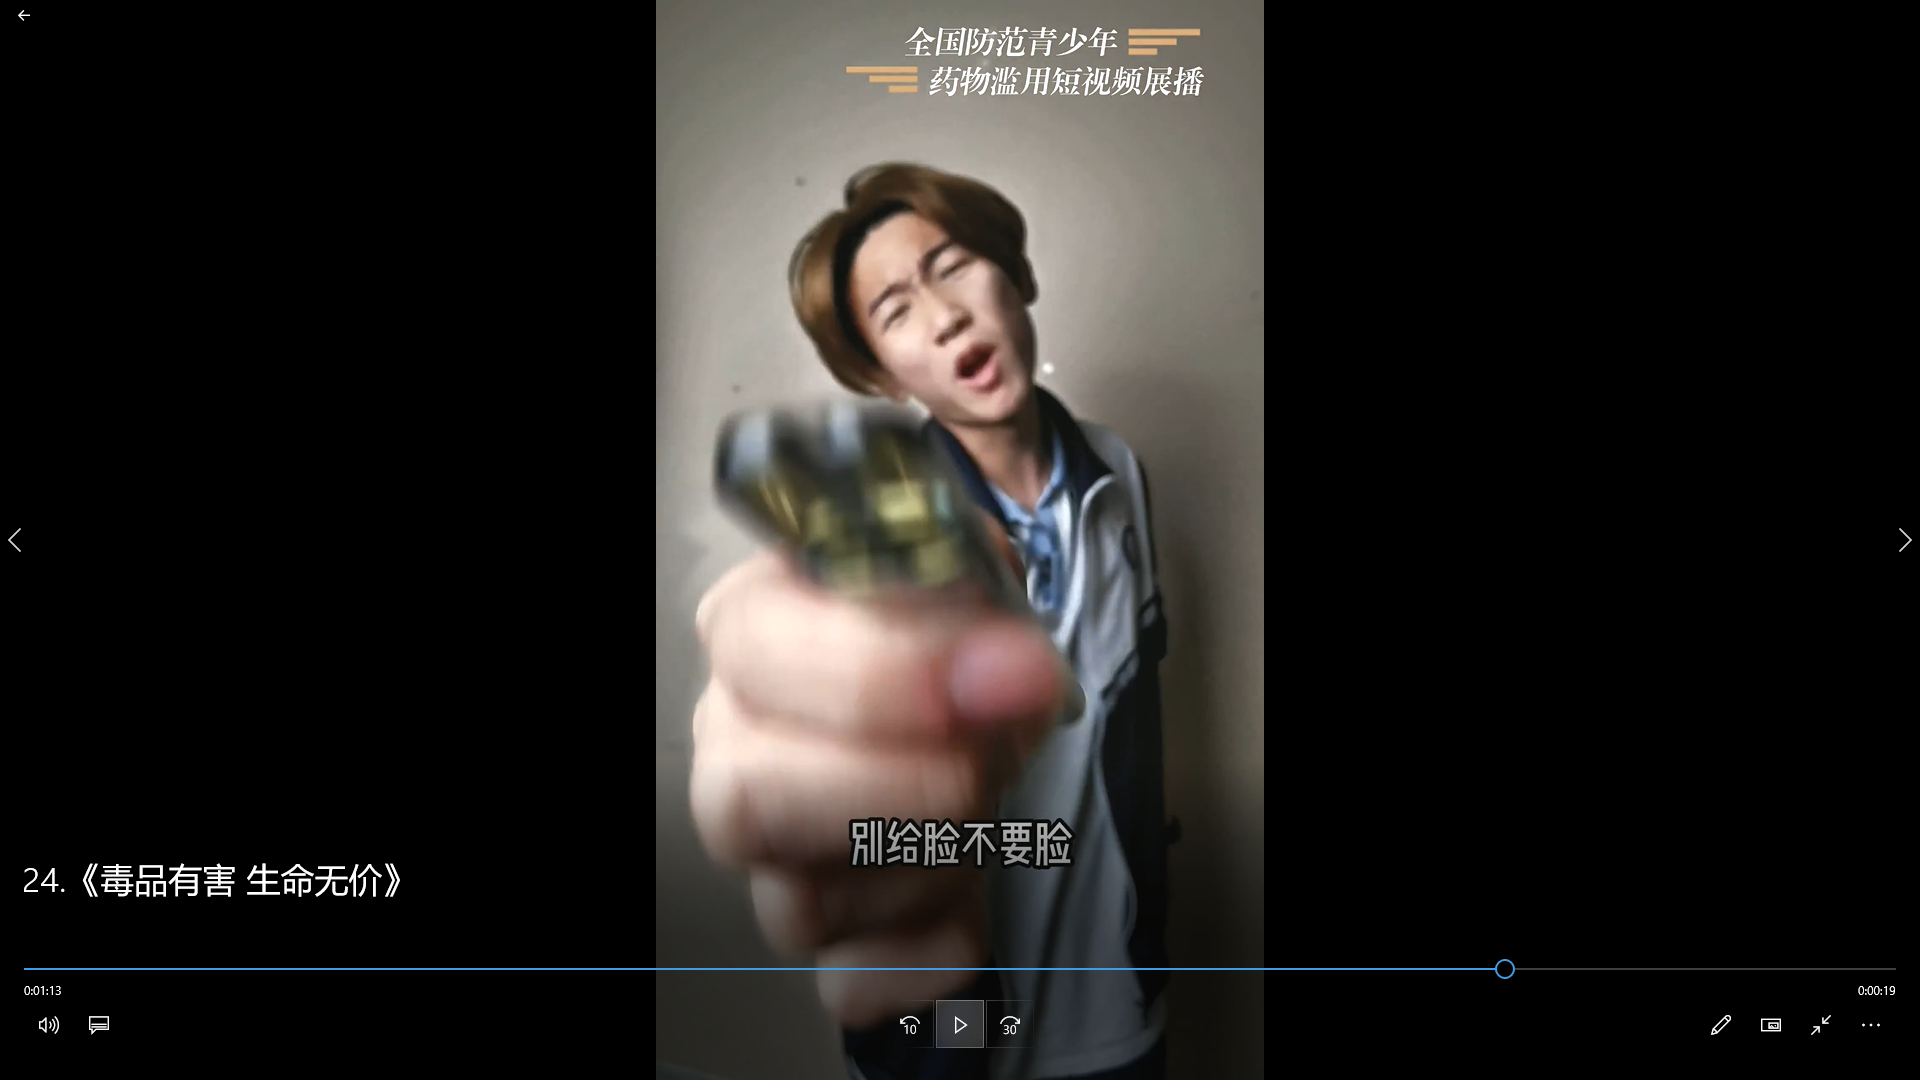 全国防范青少年
药物滥用短视频展播
别给脸不要脸
24.《毒品有害 生命无价》
0:01:13
0:00:19
10
30